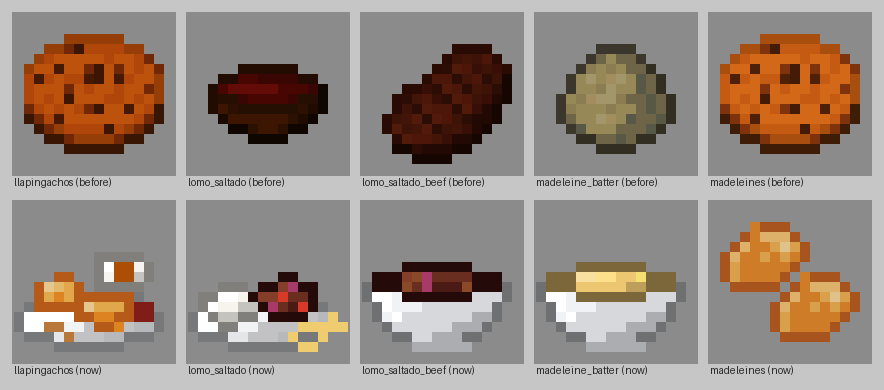 llapingachos (before)
lomo_saltado (before)
lomo_saltado_beef (before)
madeleine_batter (before)
madeleines (before)
llapingachos (now)
lomo_saltado (now)
lomo_saltado_beef (now)
madeleine_batter (now)
madeleines (now)